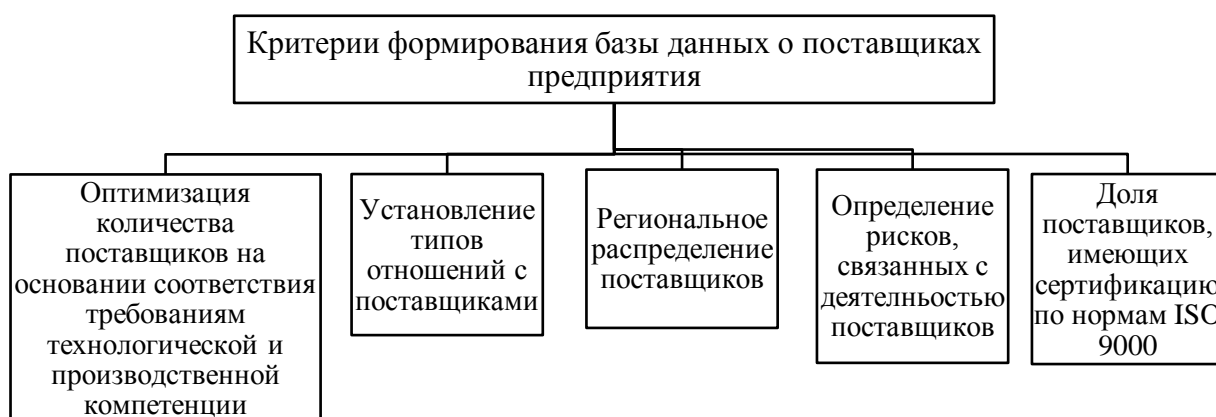 Критерии формирования базы данных о поставщиках
предприятия
Оптимизация
количества
поставщиков на
основании соответствия
требованиям
технологической и
производственной
компетенции
Установление
типов
отношений с
поставщиками
Региональное
распределение
поставщиков
Определение
рисков,
связанных с
деятелньостью
поставщиков
Доля
поставщиков,
имеющих
сертификацию
по нормам ISO
9000